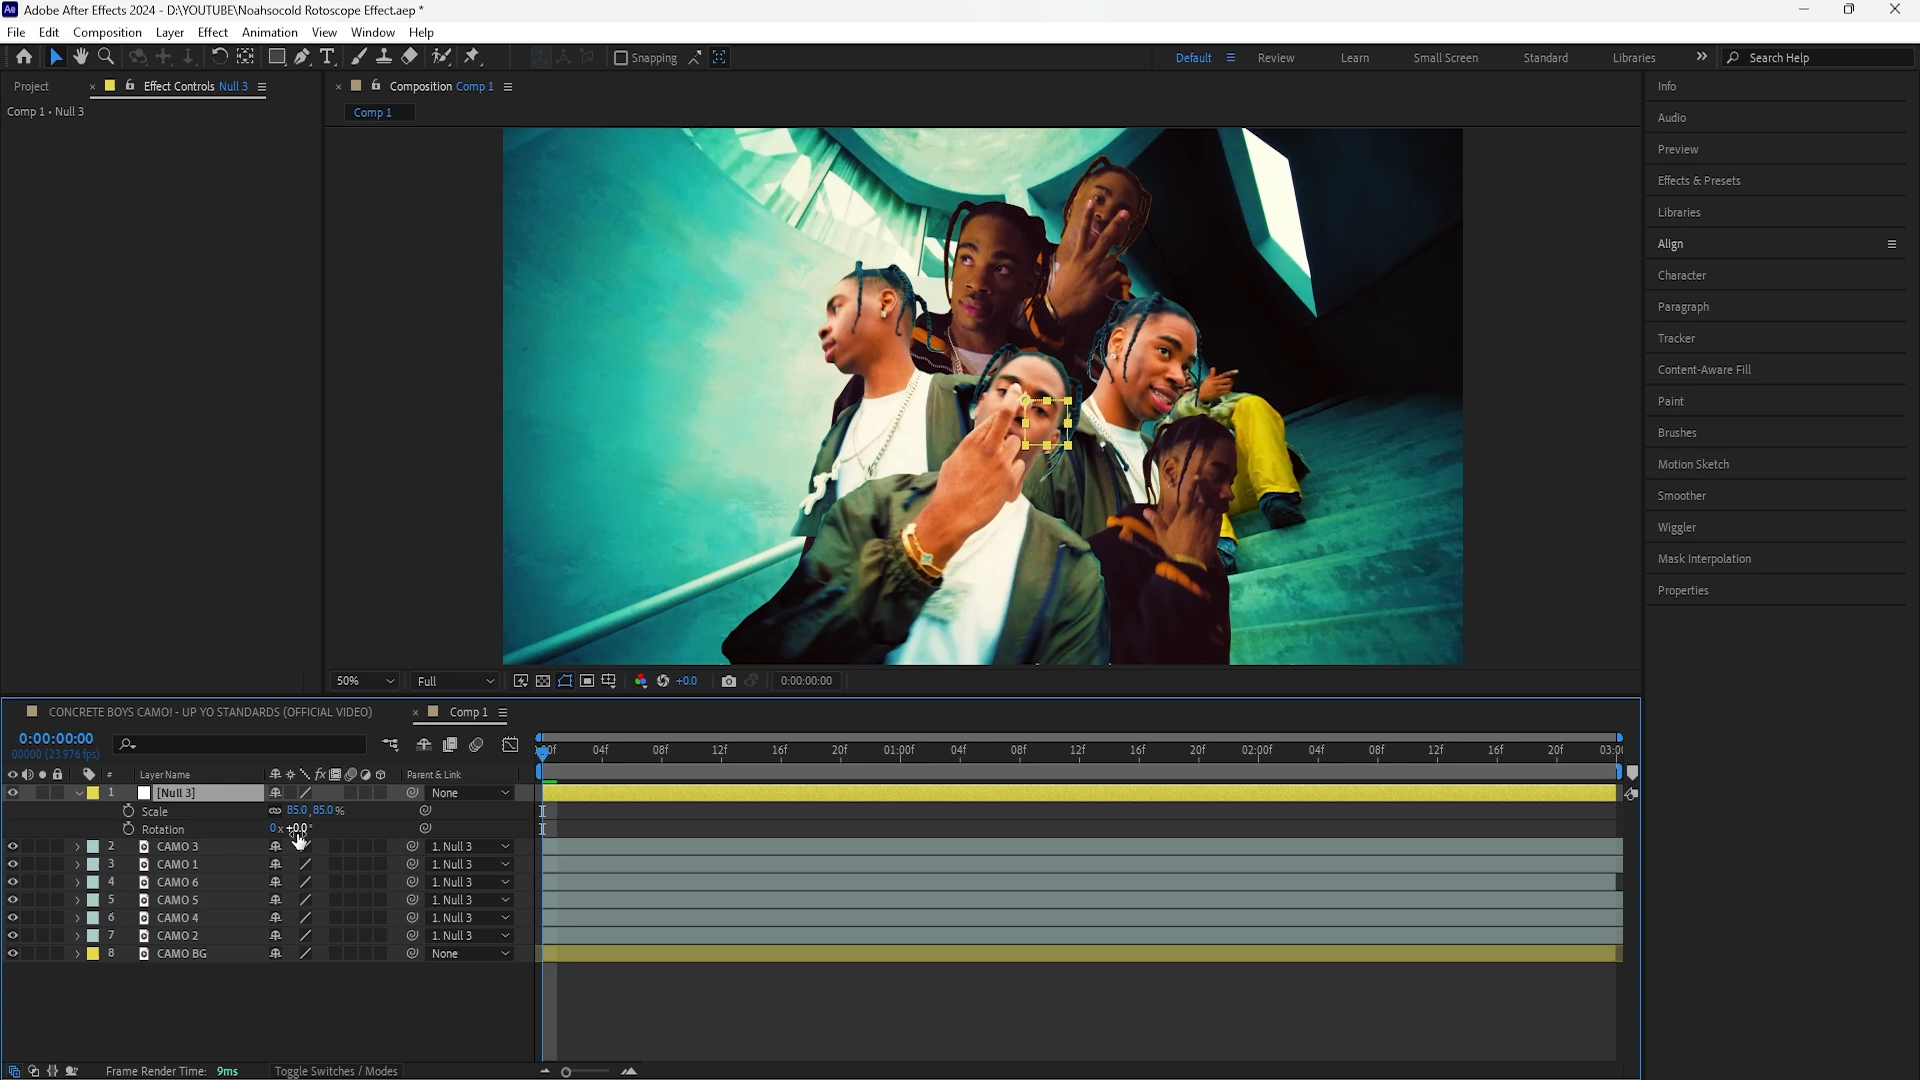 Adobe After Effects 2024 - D:\YOUTUBE\Noahsocold Rotoscope Effect.aep *
File Edit Composition Layer Effect Animation View Window Help
Snapping Default Review Learn Small Screen Standard Libraries Search Help
Project Effect Controls Null 3 Composition Comp 1 Info
Comp 1 • Null 3 Comp 1
Audio
Preview
Effects & Presets
Libraries
Align
Character
Paragraph
Tracker
Content-Aware Fill
Paint
Brushes
Motion Sketch
Smoother
Wiggler
Mask Interpolation
Properties
50% Full +0.0 0:00:00:00
CONCRETE BOYS CAMO! - UP YO STANDARDS (OFFICIAL VIDEO) Comp 1
0:00:00:00
00000 (23.976 fps)
04f 08f 12f 16f 20f 01:00f 04f 08f 12f 16f 20f 02:00f 04f 08f 12f 16f 20f
# Layer Name Parent & Link
1 [Null 3] None
Scale 85.0, 85.0 %
Rotation 0x +0.0°
2 CAMO 3 1. Null 3
3 CAMO 1 1. Null 3
4 CAMO 6 1. Null 3
5 CAMO 5 1. Null 3
6 CAMO 4 1. Null 3
7 CAMO 2 1. Null 3
8 CAMO BG None
Frame Render Time: 9ms Toggle Switches / Modes